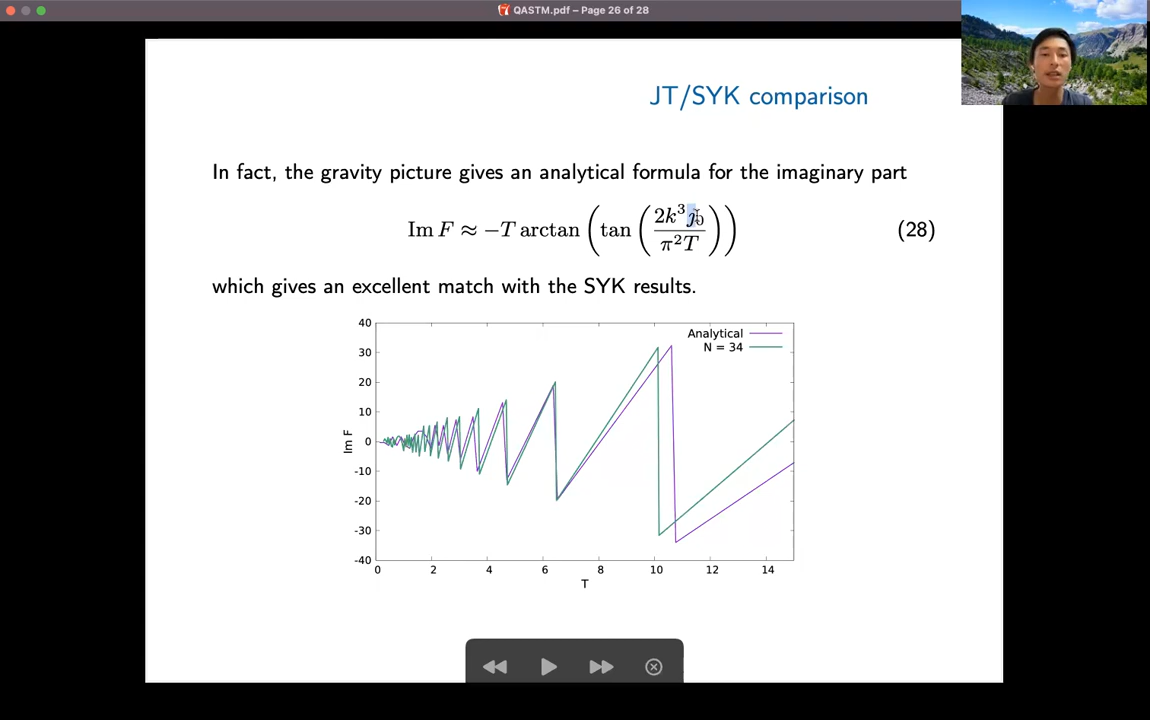 QASTM.pdf – Page 26 of 28
JT/SYK comparison
In fact, the gravity picture gives an analytical formula for the imaginary part
Im F ≈ −T arctan (tan (2k³ / π²T)) (28)
which gives an excellent match with the SYK results.
Analytical
N = 34
40
30
20
10
0
-10
-20
-30
-40
Im F
0 2 4 6 8 10 12 14
T